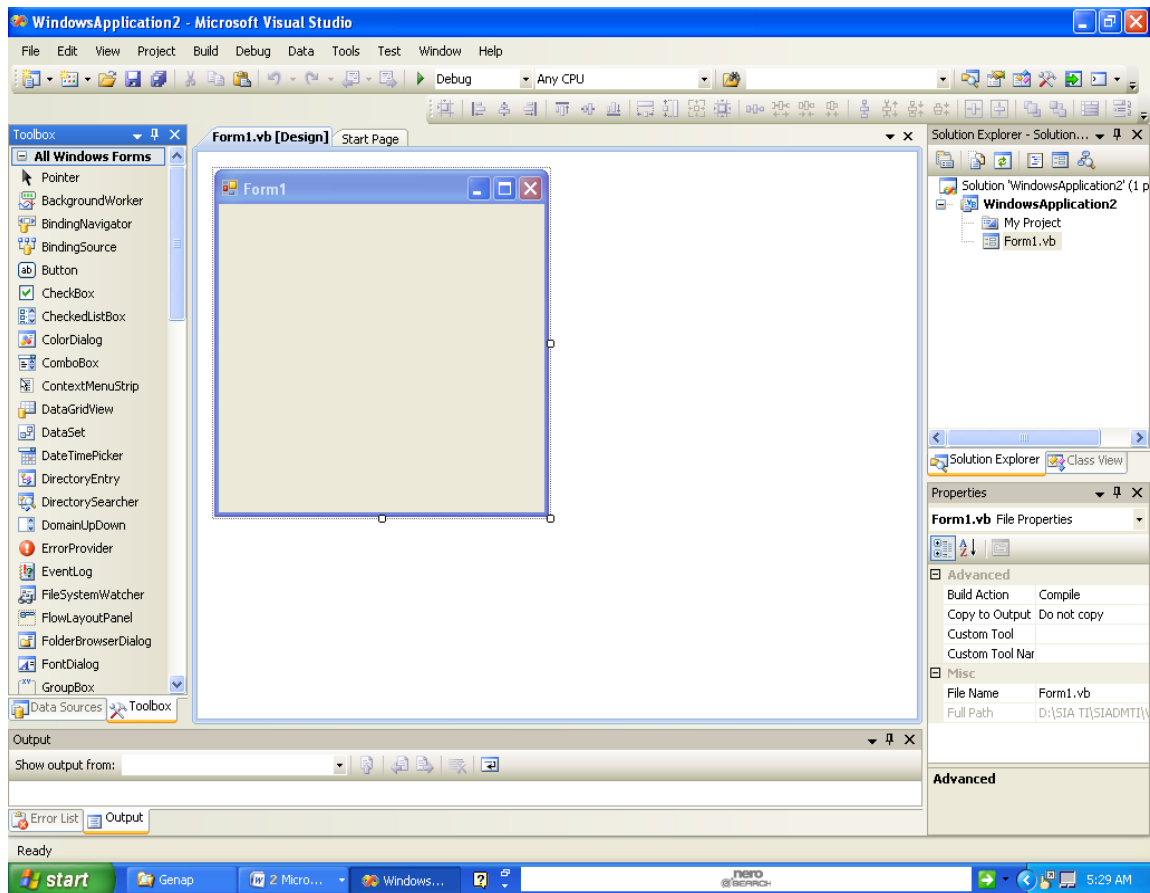 WindowsApplication2 - Microsoft Visual Studio
File Edit View Project Build Debug Data Tools Test Window Help
Debug Any CPU
Toolbox
Form1.vb [Design] Start Page
Solution Explorer - Solution...
All Windows Forms
Pointer
BackgroundWorker
BindingNavigator
BindingSource
Button
CheckBox
CheckedListBox
ColorDialog
ComboBox
ContextMenuStrip
DataGridView
DataSet
DateTimePicker
DirectoryEntry
DirectorySearcher
DomainUpDown
ErrorProvider
EventLog
FileSystemWatcher
FlowLayoutPanel
FolderBrowserDialog
FontDialog
GroupBox
Data Sources Toolbox
Form1
Solution 'WindowsApplication2' (1 p
WindowsApplication2
My Project
Form1.vb
Solution Explorer Class View
Properties
Form1.vb File Properties
Advanced
Build Action Compile
Copy to Output Do not copy
Custom Tool
Custom Tool Nar
Misc
File Name Form1.vb
Full Path D:\SIA TI\SIADMTI\
Advanced
Output
Show output from:
Error List Output
Ready
start Genap 2 Micro... Windows... nero SEARCH 5:29 AM